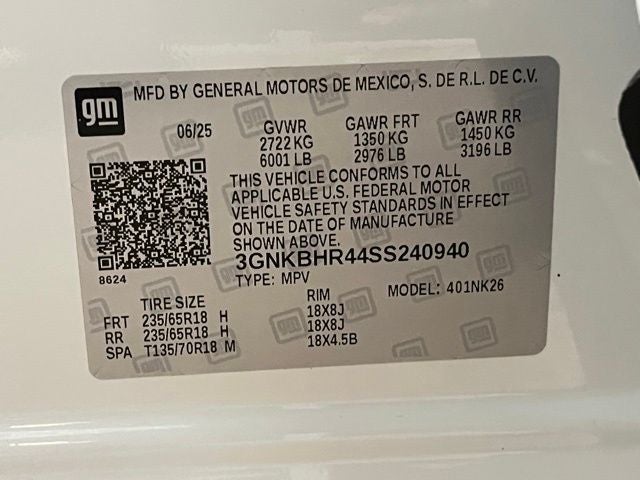 gm MFD BY GENERAL MOTORS DE MEXICO, S. DE R.L. DE C.V.
06/25 GVWR GAWR FRT GAWR RR
2722 KG 1350 KG 1450 KG
6001 LB 2976 LB 3196 LB
THIS VEHICLE CONFORMS TO ALL
APPLICABLE U.S. FEDERAL MOTOR
VEHICLE SAFETY STANDARDS IN EFFECT
ON THE DATE OF MANUFACTURE
SHOWN ABOVE.
3GNKBHR44SS240940
8624
TYPE: MPV MODEL: 401NK26
TIRE SIZE RIM
FRT 235/65R18 H 18X8J
RR 235/65R18 H 18X8J
SPA T135/70R18 M 18X4.5B